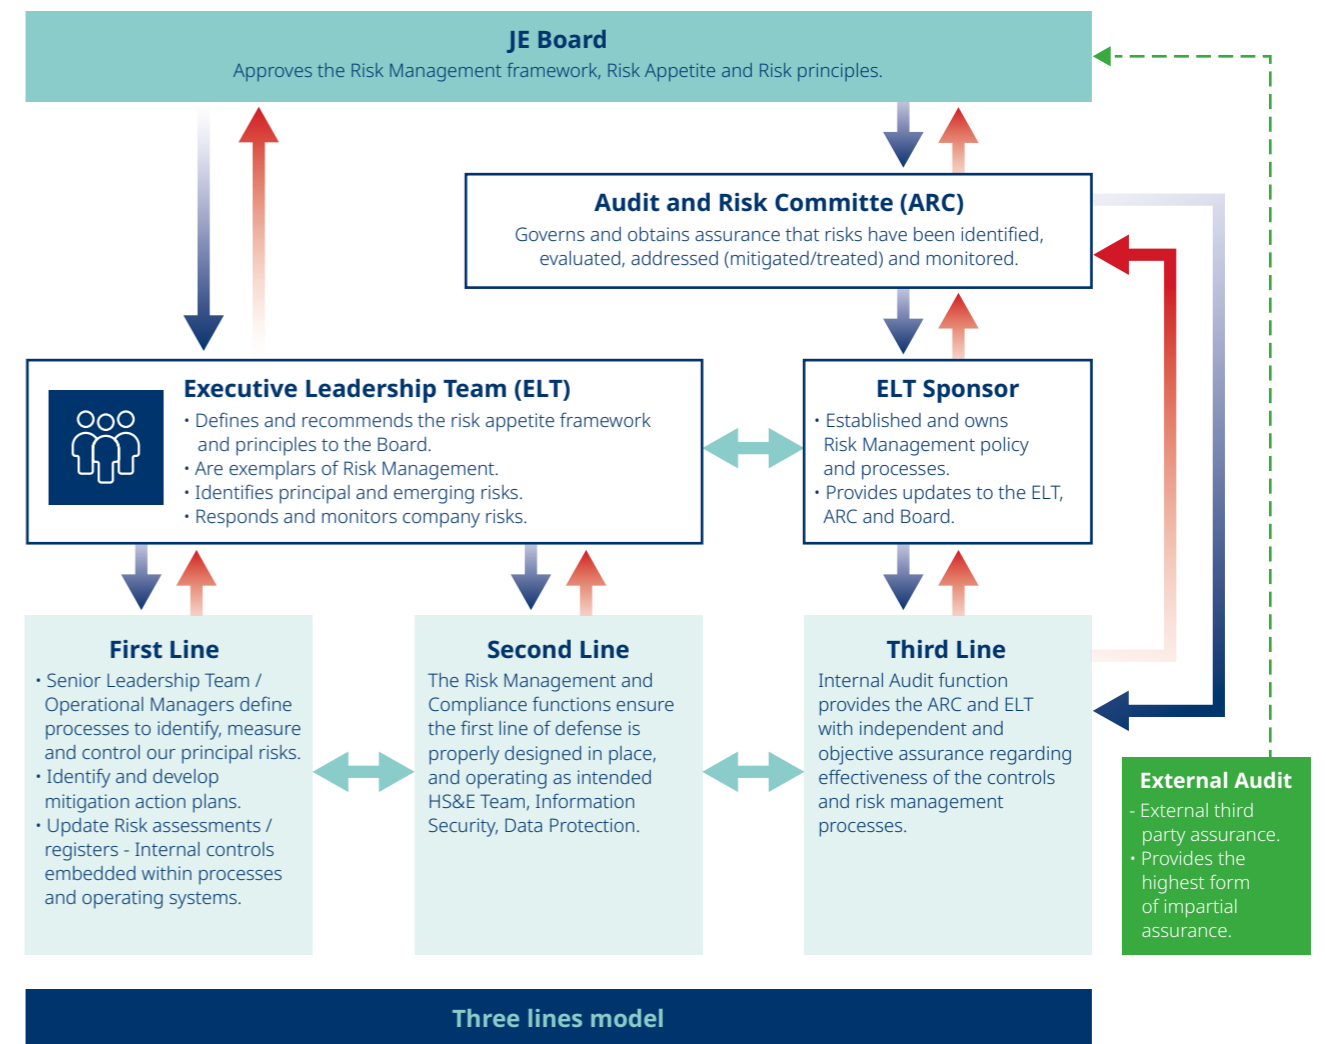 JE Board
Approves the Risk Management framework, Risk Appetite and Risk principles.
Audit and Risk Committe (ARC)
Governs and obtains assurance that risks have been identified,
evaluated, addressed (mitigated/treated) and monitored.
Executive Leadership Team (ELT)
• Defines and recommends the risk appetite framework
and principles to the Board.
• Are exemplars of Risk Management.
• Identifies principal and emerging risks.
• Responds and monitors company risks.
ELT Sponsor
• Established and owns
Risk Management policy
and processes.
• Provides updates to the ELT,
ARC and Board.
First Line
• Senior Leadership Team /
Operational Managers define
processes to identify, measure
and control our principal risks.
• Identify and develop
mitigation action plans.
• Update Risk assessments /
registers - Internal controls
embedded within processes
and operating systems.
Second Line
The Risk Management and
Compliance functions ensure
the first line of defense is
properly designed in place,
and operating as intended
HS&E Team, Information
Security, Data Protection.
Third Line
Internal Audit function
provides the ARC and ELT
with independent and
objective assurance regarding
effectiveness of the controls
and risk management
processes.
External Audit
- External third
party assurance.
• Provides the
highest form
of impartial
assurance.
Three lines model